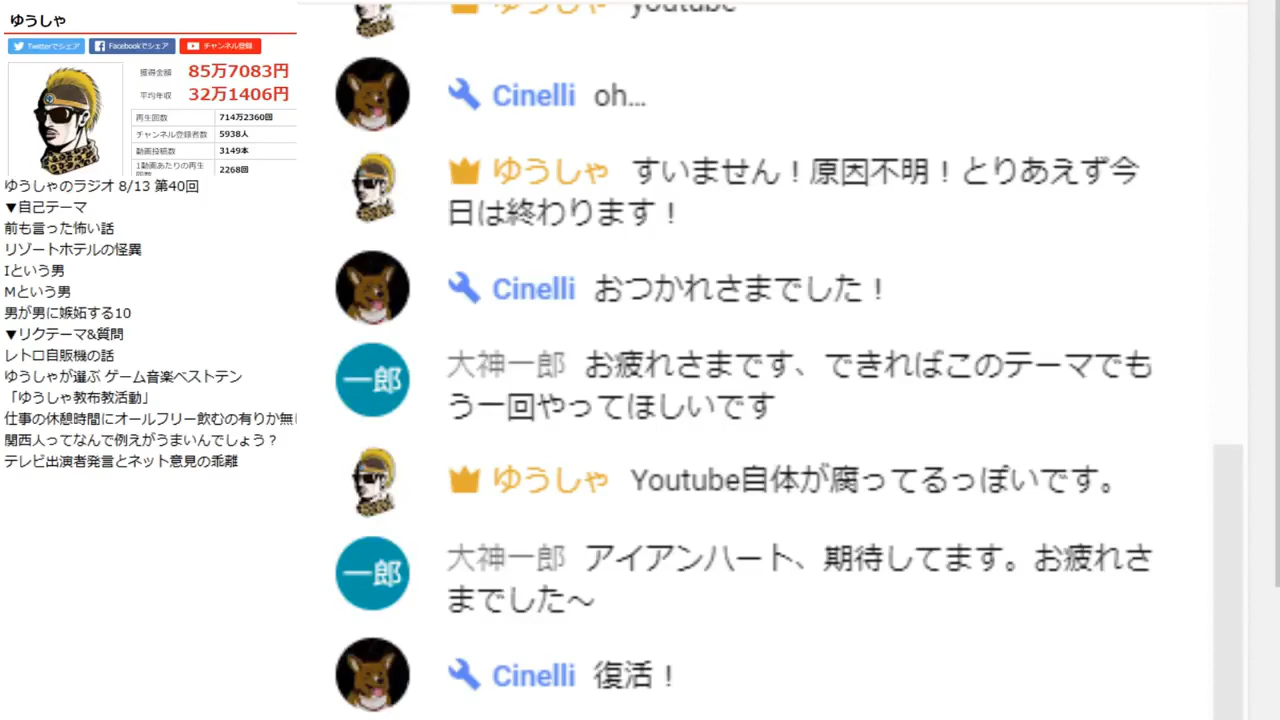 ゆうしゃ
Twitterでシェア
Facebookでシェア
チャンネル登録
獲得金額 85万7083円
平均年収 32万1406円
再生回数 714万2360回
チャンネル登録者数 5938人
動画投稿数 3149本
1動画あたりの再生 2268回
ゆうしゃのラジオ 8/13 第40回
▼自己テーマ
前も言った怖い話
リゾートホテルの怪異
Iという男
Mという男
男が男に嫉妬する10
▼リクテーマ&質問
レトロ自販機の話
ゆうしゃが選ぶ ゲーム音楽ベストテン
「ゆうしゃ教布教活動」
仕事の休憩時間にオールフリー飲むの有りか無し
関西人ってなんで例えがうまいんでしょう?
テレビ出演者発言とネット意見の乖離
ゆうしゃ youtube
Cinelli oh...
ゆうしゃ すいません!原因不明!とりあえず今
日は終わります!
Cinelli おつかれさまでした!
一郎
大神一郎 お疲れさまです、できればこのテーマでも
う一回やってほしいです
ゆうしゃ Youtube自体が腐ってるっぽいです。
一郎
大神一郎 アイアンハート、期待してます。お疲れさ
までした〜
Cinelli 復活!